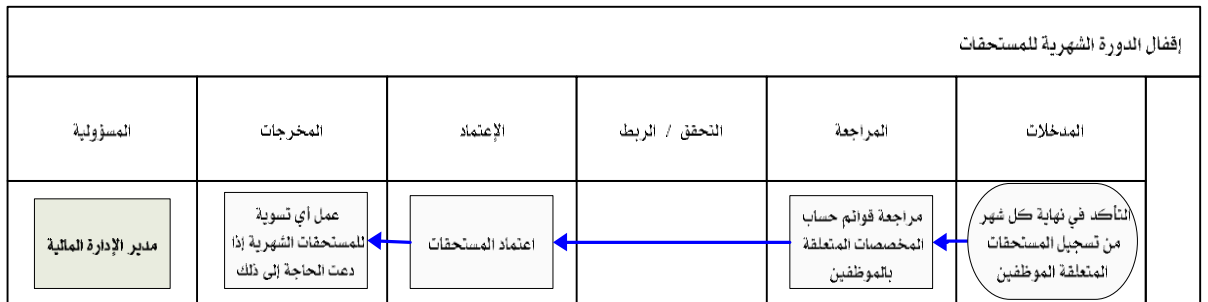 إقفال الدورة الشهرية للمستحقات
المدخلات
المراجعة
التحقق / الربط
الإعتماد
المخرجات
المسؤولية
التأكد في نهاية كل شهر
من تسجيل المستحقات
المتعلقة الموظفين
مراجعة قوائم حساب
المخصصات المتعلقة
بالموظفين
اعتماد المستحقات
عمل أي تسوية
للمستحقات الشهرية إذا
دعت الحاجة إلى ذلك
مدير الإدارة المالية